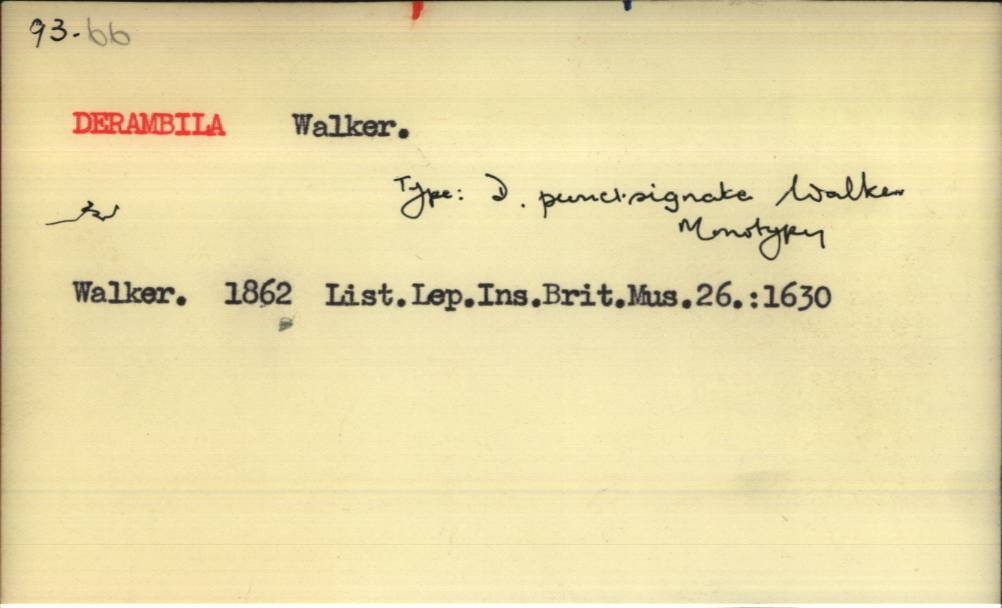 93.66
DERAMBILA Walker.
Type: D. punctisignata Walker
Monotypy
Walker. 1862 List.Lep.Ins.Brit.Mus.26.:1630